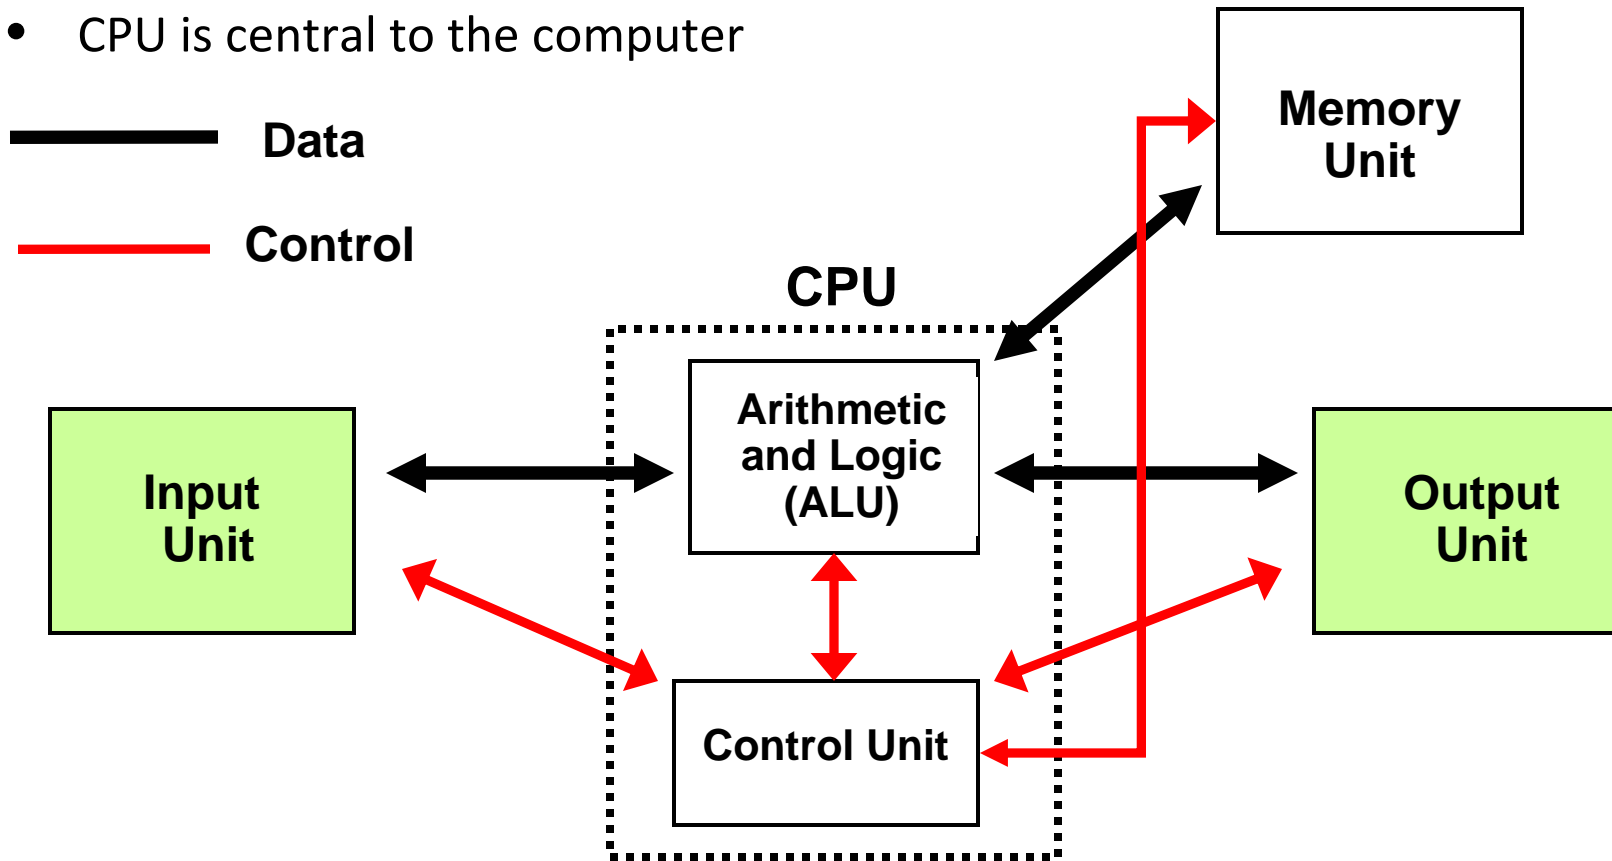 • CPU is central to the computer
Data
Control
Memory
Unit
CPU
Arithmetic
and Logic
(ALU)
Input
Unit
Output
Unit
Control Unit